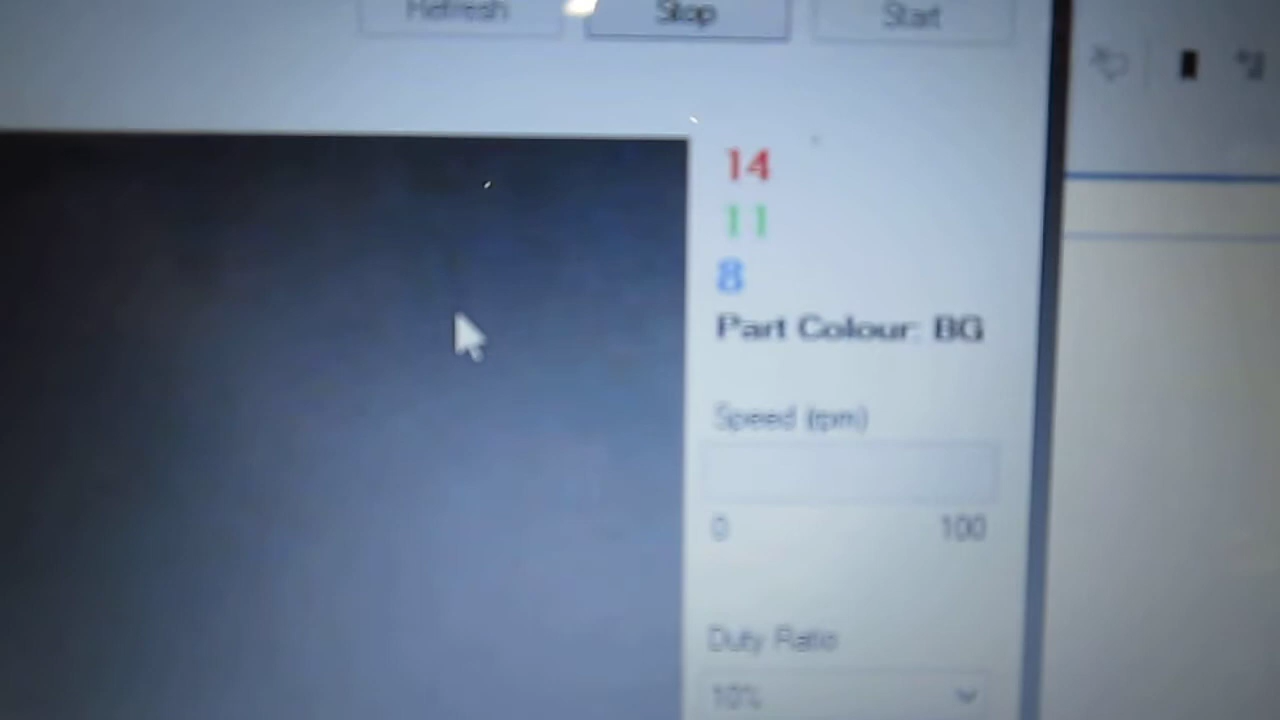 Refresh Stop Start
14
11
8
Part Colour: BG
Speed (rpm)
0 100
Duty Ratio
10%